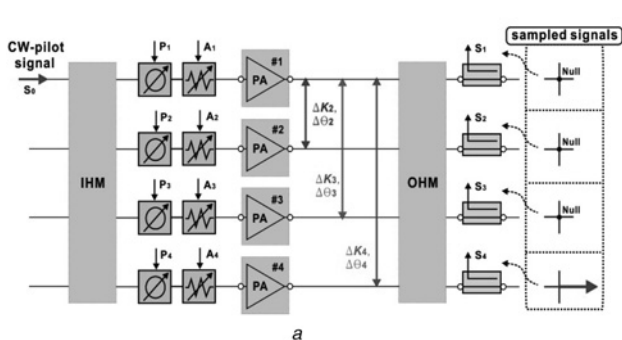 sampled signals
CW-pilot
signal
S₀
IHM
P₁
A₁
#1
PA
S₁
Null
ΔK₂,
ΔΘ₂
P₂
A₂
#2
PA
S₂
Null
ΔK₃,
ΔΘ₃
OHM
P₃
A₃
#3
PA
S₃
Null
ΔK₄,
ΔΘ₄
P₄
A₄
#4
PA
S₄
a